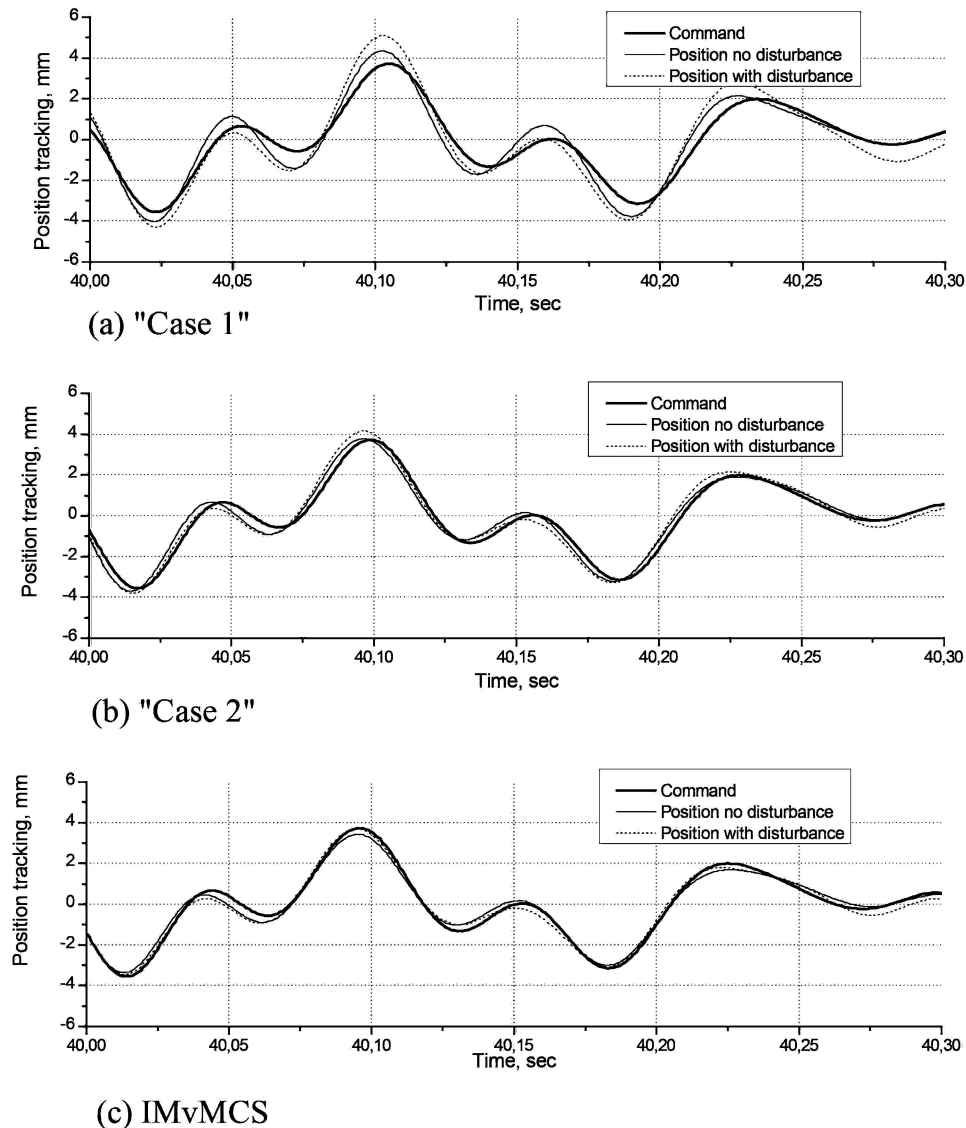 Position tracking, mm
6
4
2
0
-2
-4
-6
Command
Position no disturbance
Position with disturbance
40,00 40,05 40,10 40,15 40,20 40,25 40,30
Time, sec
(a) "Case 1"
Position tracking, mm
6
4
2
0
-2
-4
-6
Command
Position no disturbance
Position with disturbance
40,00 40,05 40,10 40,15 40,20 40,25 40,30
Time, sec
(b) "Case 2"
Position tracking, mm
6
4
2
0
-2
-4
-6
Command
Position no disturbance
Position with disturbance
40,00 40,05 40,10 40,15 40,20 40,25 40,30
Time, sec
(c) IMvMCS